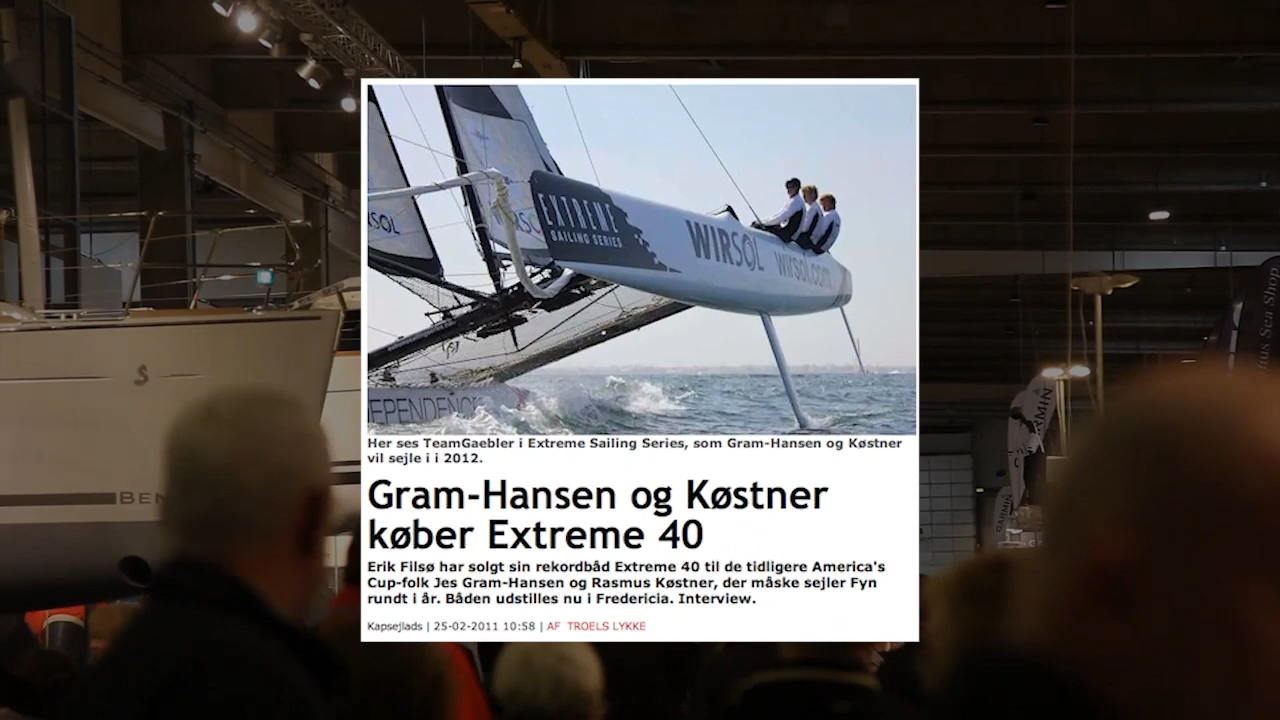 EXTREME
SAILING SERIES
WIRSOL
wirsol.com
Her ses TeamGaebler i Extreme Sailing Series, som Gram-Hansen og Køstner
vil sejle i i 2012.
Gram-Hansen og Køstner
køber Extreme 40
Erik Filsø har solgt sin rekordbåd Extreme 40 til de tidligere America's
Cup-folk Jes Gram-Hansen og Rasmus Køstner, der måske sejler Fyn
rundt i år. Båden udstilles nu i Fredericia. Interview.
Kapsejlads | 25-02-2011 10:58 | AF TROELS LYKKE
GARMIN
GARMIN